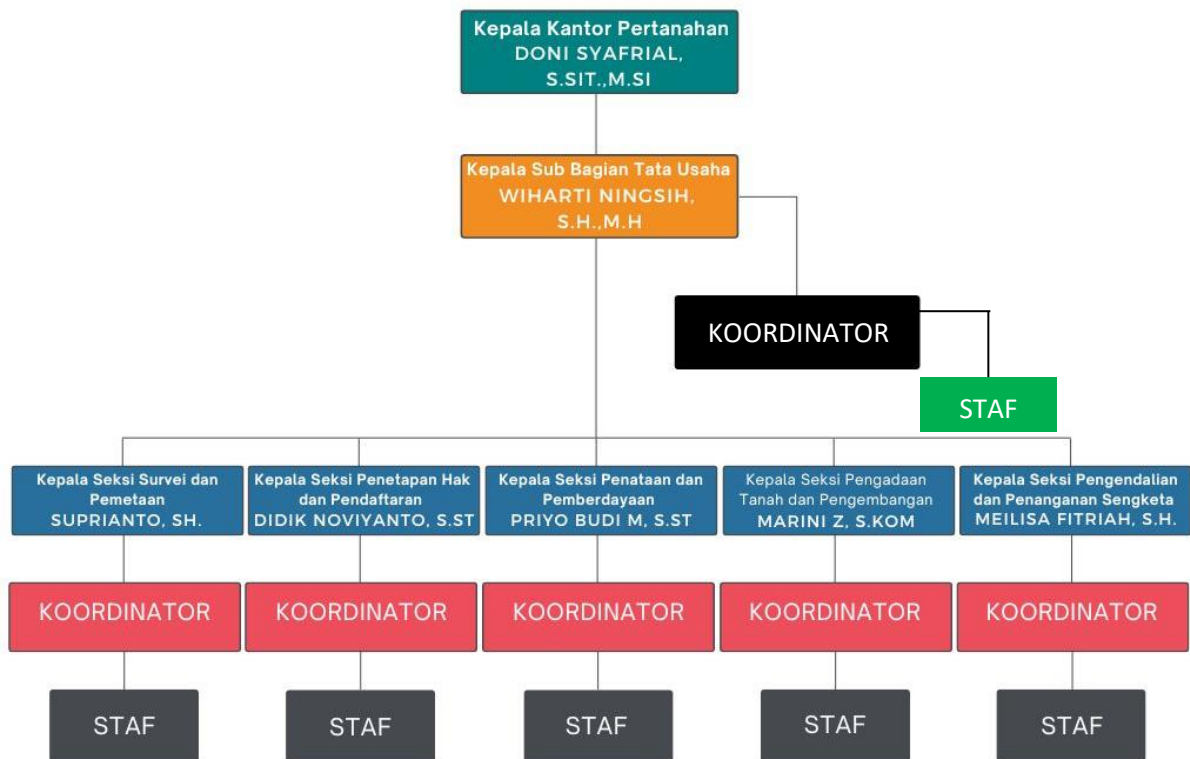 Kepala Kantor Pertanahan
DONI SYAFRIAL,
S.SIT.,M.SI
Kepala Sub Bagian Tata Usaha
WIHARTI NINGSIH,
S.H.,M.H
KOORDINATOR
STAF
Kepala Seksi Survei dan
Pemetaan
SUPRIANTO, SH.
Kepala Seksi Penetapan Hak
dan Pendaftaran
DIDIK NOVIYANTO, S.ST
Kepala Seksi Penataan dan
Pemberdayaan
PRIYO BUDI M, S.ST
Kepala Seksi Pengadaan
Tanah dan Pengembangan
MARINI Z, S.KOM
Kepala Seksi Pengendalian
dan Penanganan Sengketa
MEILISA FITRIAH, S.H.
KOORDINATOR
KOORDINATOR
KOORDINATOR
KOORDINATOR
KOORDINATOR
STAF
STAF
STAF
STAF
STAF